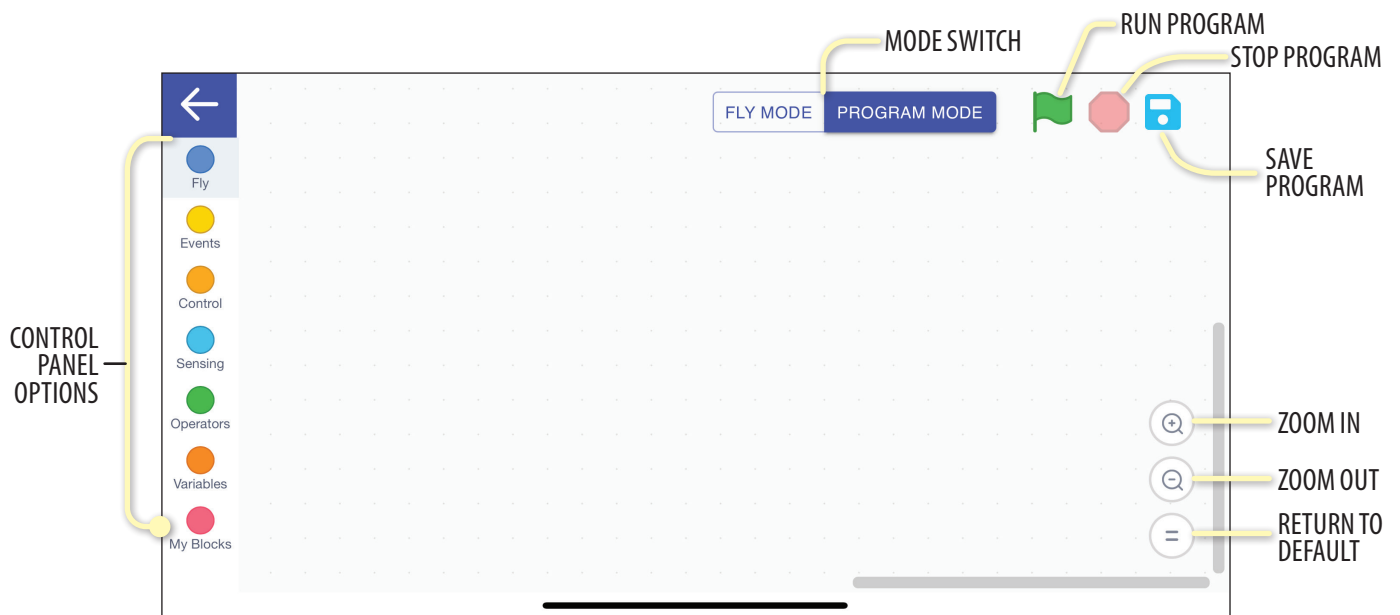 RUN PROGRAM
MODE SWITCH
STOP PROGRAM
FLY MODE
PROGRAM MODE
SAVE
PROGRAM
Fly
Events
Control
Sensing
Operators
Variables
My Blocks
CONTROL
PANEL
OPTIONS
ZOOM IN
ZOOM OUT
RETURN TO
DEFAULT